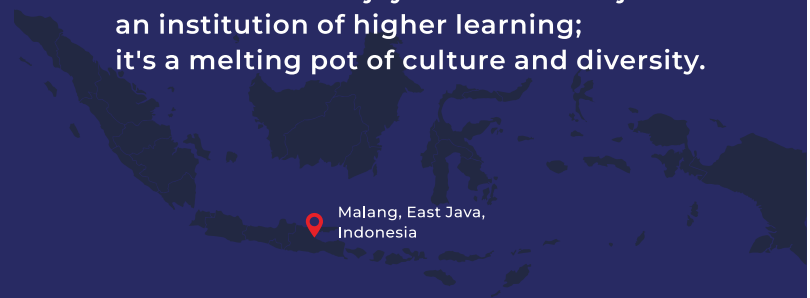 an institution of higher learning;
it's a melting pot of culture and diversity.
Malang, East Java,
Indonesia